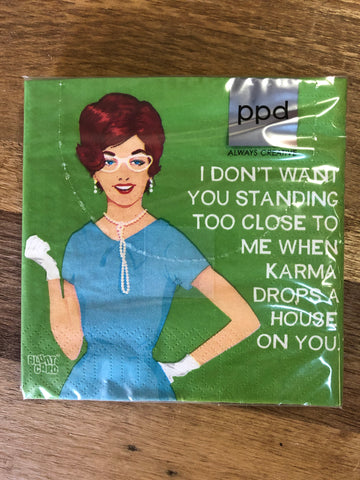 ppd
ALWAYS CREATIVE
I DON'T WANT
YOU STANDING
TOO CLOSE TO
ME WHEN
KARMA
DROPS A
HOUSE
ON YOU.
BLUNT
CARD